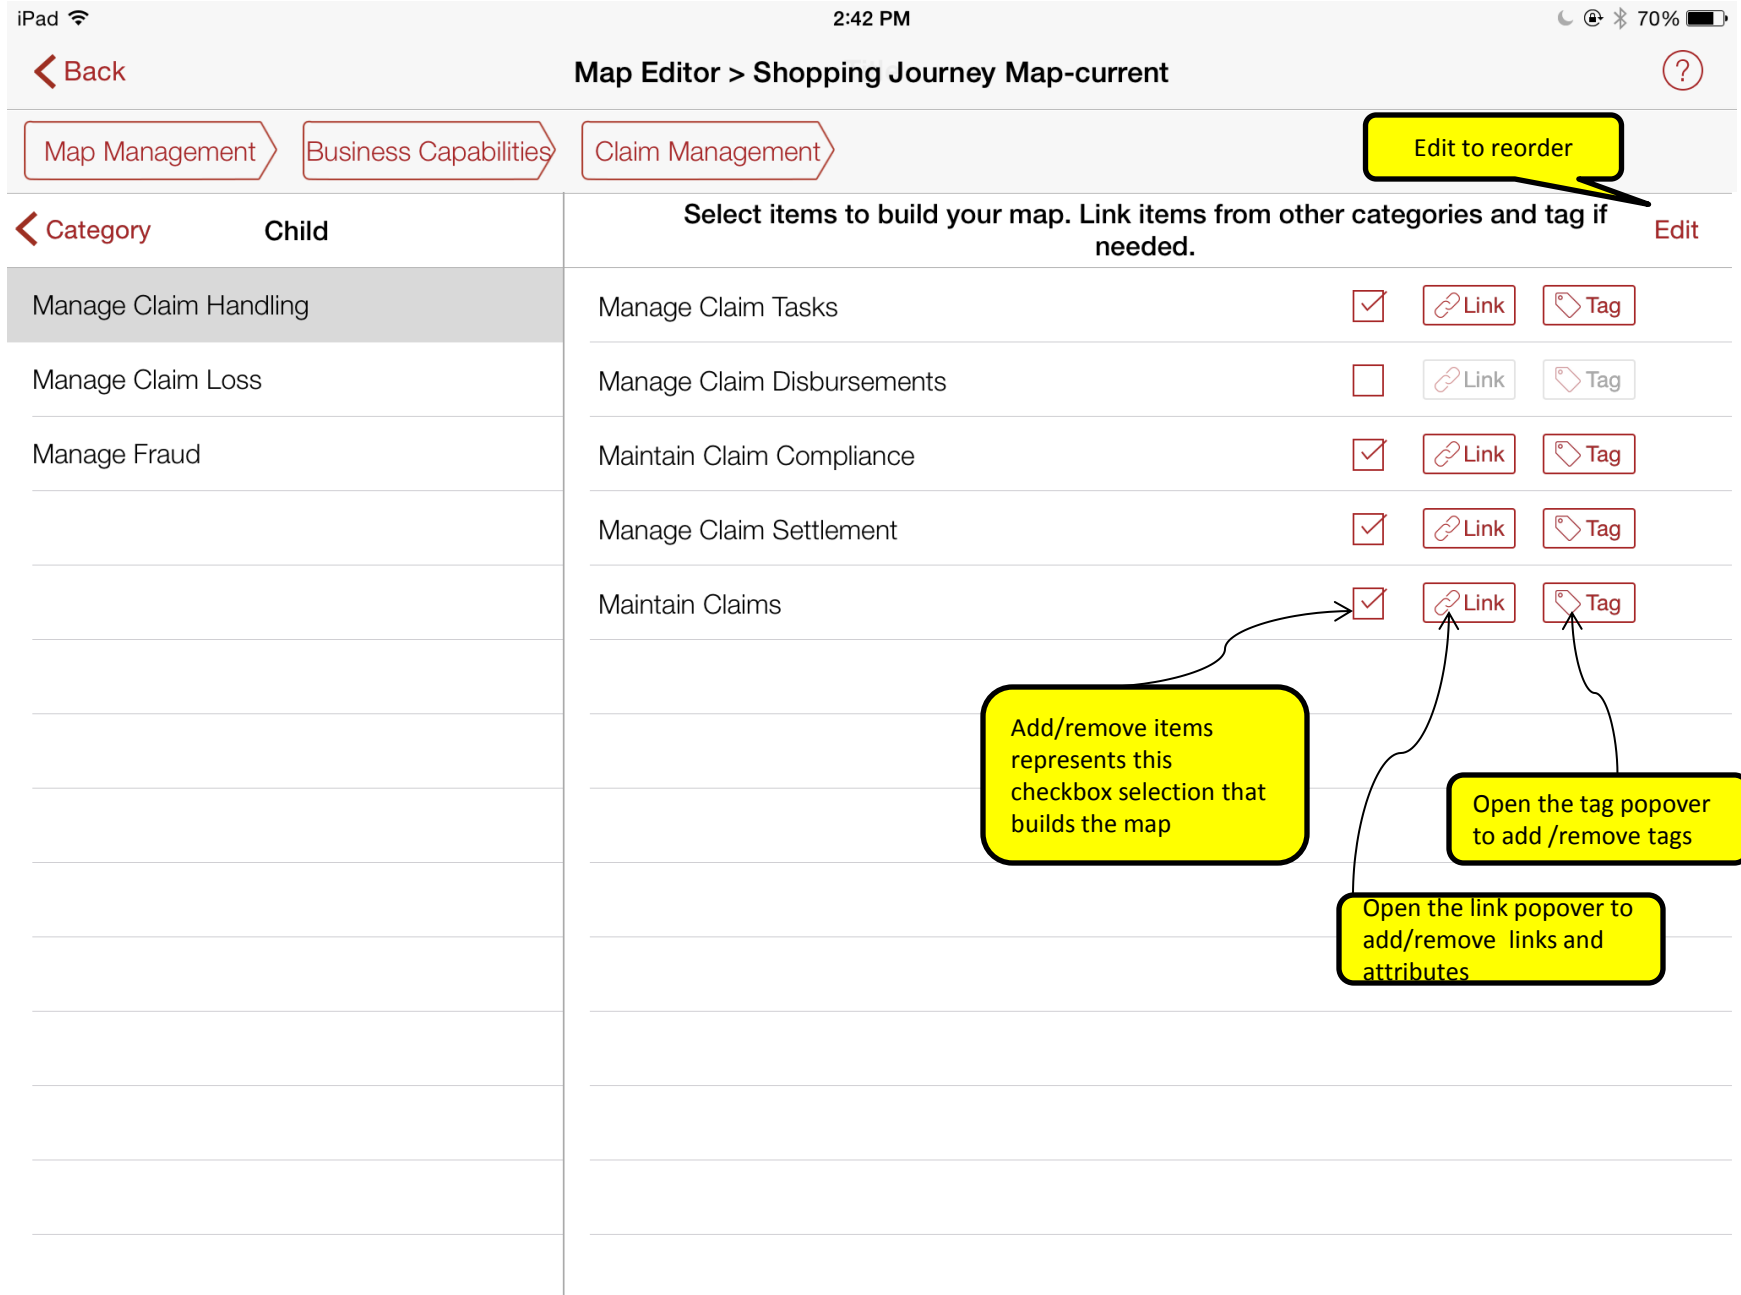 iPad
2:42 PM
70%
Back
Map Editor > Shopping Journey Map-current
?
Map Management
Business Capabilities
Claim Management
Edit to reorder
Category
Child
Select items to build your map. Link items from other categories and tag if
needed.
Edit
Manage Claim Handling
Manage Claim Loss
Manage Fraud
Manage Claim Tasks
Link
Tag
Manage Claim Disbursements
Link
Tag
Maintain Claim Compliance
Link
Tag
Manage Claim Settlement
Link
Tag
Maintain Claims
Link
Tag
Add/remove items
represents this
checkbox selection that
builds the map
Open the tag popover
to add /remove tags
Open the link popover to
add/remove  links and
attributes